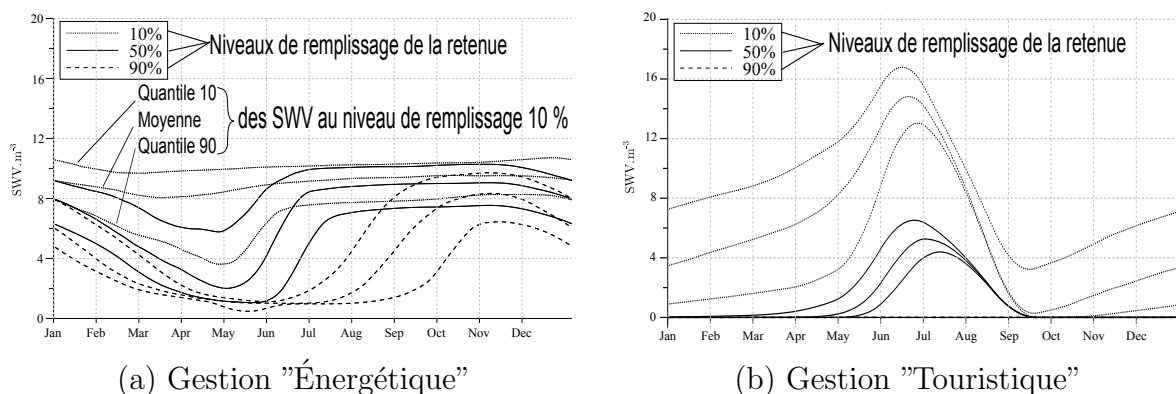 20
16
12
8
4
0
SWV.m⁻³
10%
50%
90%
Niveaux de remplissage de la retenue
Quantile 10
Moyenne
Quantile 90
des SWV au niveau de remplissage 10 %
Jan Feb Mar Apr May Jun Jul Aug Sep Oct Nov Dec
(a) Gestion ”Énergétique”
20
16
12
8
4
0
SWV.m⁻³
10%
50%
90%
Niveaux de remplissage de la retenue
Jan Feb Mar Apr May Jun Jul Aug Sep Oct Nov Dec
(b) Gestion ”Touristique”